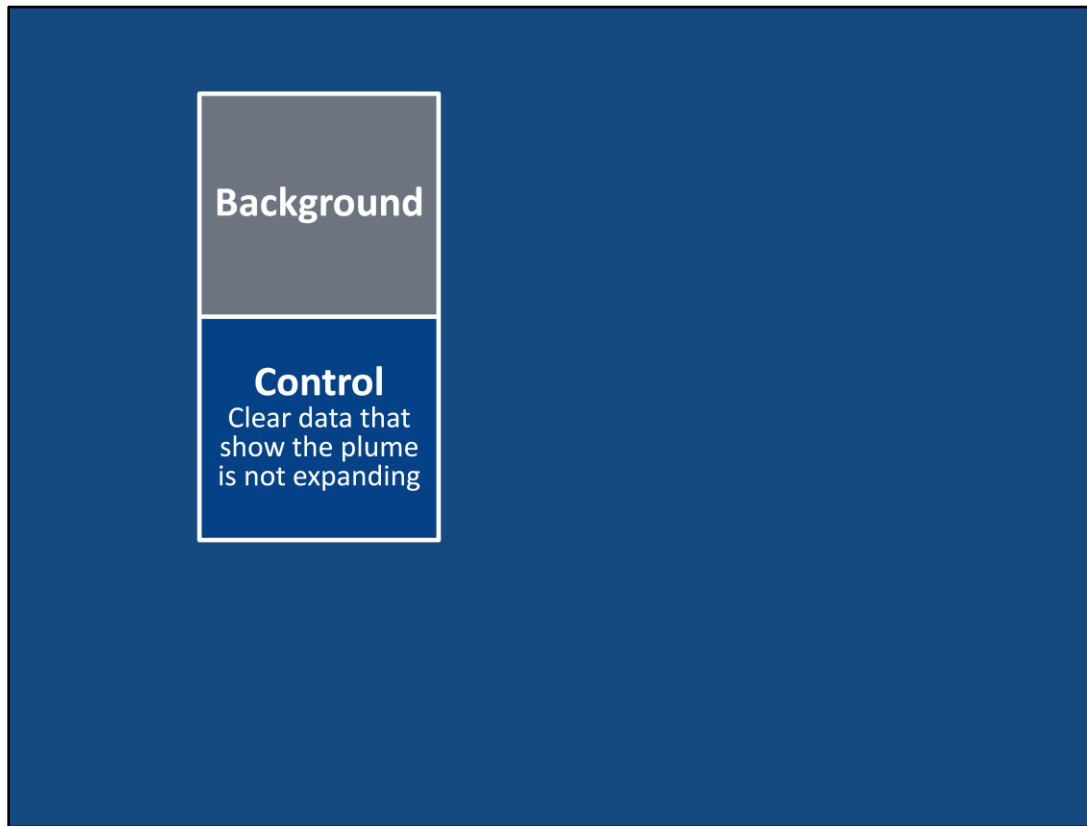 Background
Control
Clear data that
show the plume
is not expanding